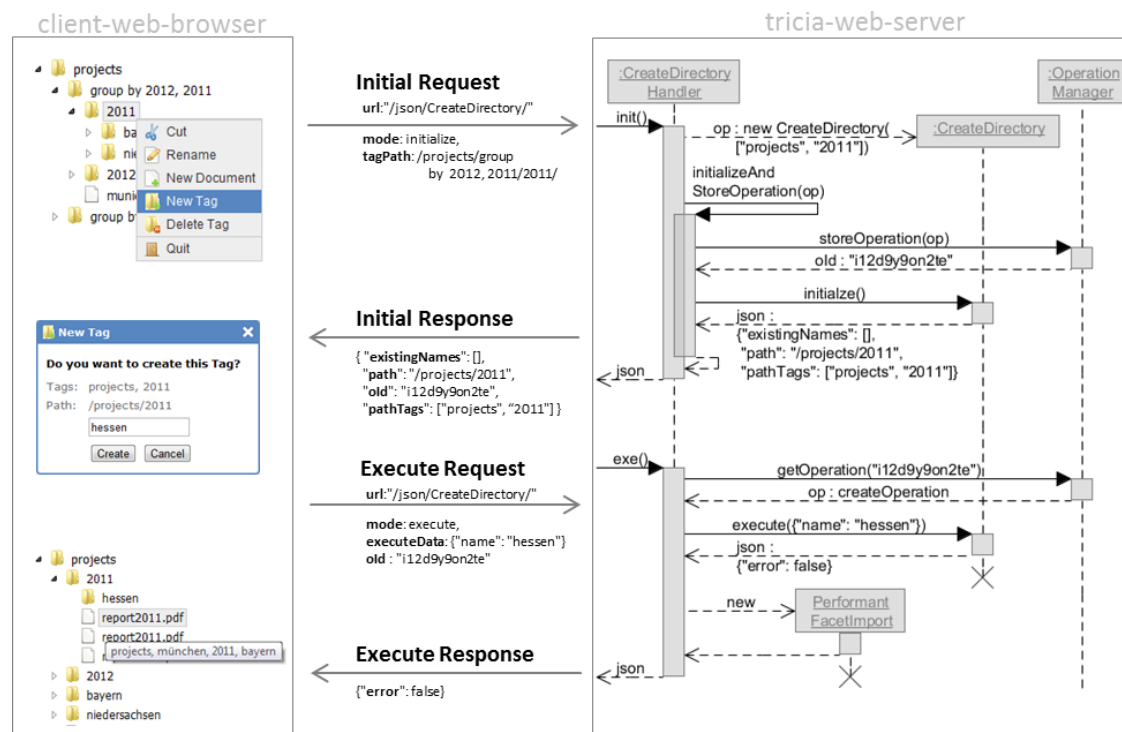 client-web-browser
projects
group by 2012, 2011
2011
ba
nie
2012
munic
group by
Cut
Rename
New Document
New Tag
Delete Tag
Quit
New Tag
Do you want to create this Tag?
Tags: projects, 2011
Path: /projects/2011
hessen
Create Cancel
projects
2011
hessen
report2011.pdf
report2011.pdf
projects, münchen, 2011, bayern
2012
bayern
niedersachsen
Initial Request
url:"/json/CreateDirectory/"
mode: initialize,
tagPath: /projects/group
by 2012, 2011/2011/
Initial Response
{ "existingNames": [],
"path": "/projects/2011",
"oId": "i12d9y9on2te",
"pathTags": ["projects", "2011"] }
Execute Request
url:"/json/CreateDirectory/"
mode: execute,
executeData: {"name": "hessen"}
oId : "i12d9y9on2te"
Execute Response
{"error": false}
tricia-web-server
:CreateDirectory
Handler
:Operation
Manager
init()
op : new CreateDirectory(
["projects", "2011"])
:CreateDirectory
initializeAnd
StoreOperation(op)
storeOperation(op)
oId : "i12d9y9on2te"
initialze()
json :
{"existingNames": [],
"path": "/projects/2011",
"pathTags": ["projects", "2011"]}
json
exe()
getOperation("i12d9y9on2te")
op : createOperation
execute({"name": "hessen"})
json :
{"error": false}
new
Performant
FacetImport
json